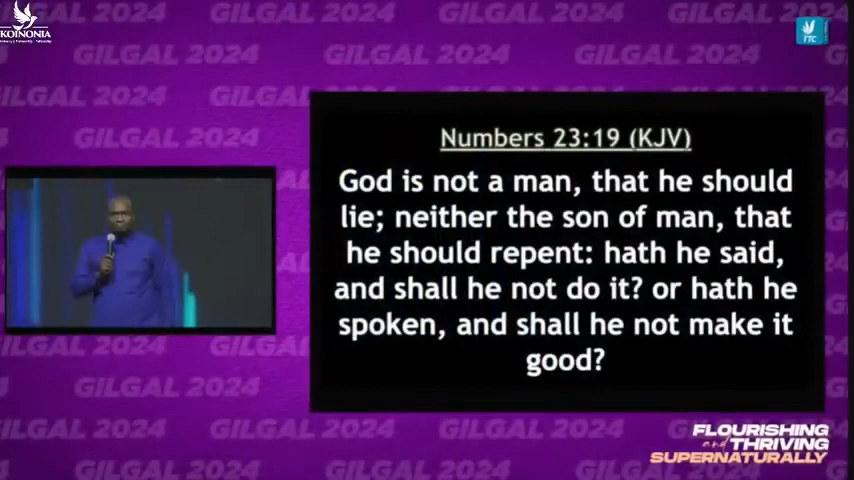 KOINONIA
GILGAL 2024
ITC
Numbers 23:19 (KJV)
God is not a man, that he should
lie; neither the son of man, that
he should repent: hath he said,
and shall he not do it? or hath he
spoken, and shall he not make it
good?
FLOURISHING
and THRIVING
SUPERNATURALLY